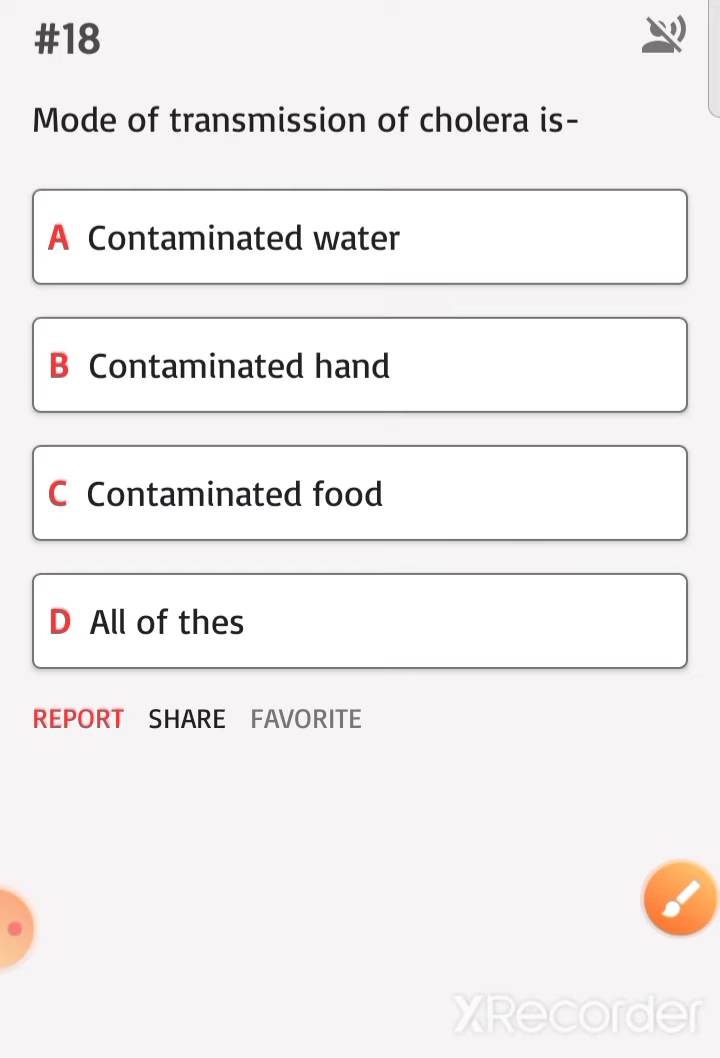 #18
Mode of transmission of cholera is-
A Contaminated water
B Contaminated hand
C Contaminated food
D All of thes
REPORT SHARE FAVORITE
XRecorder